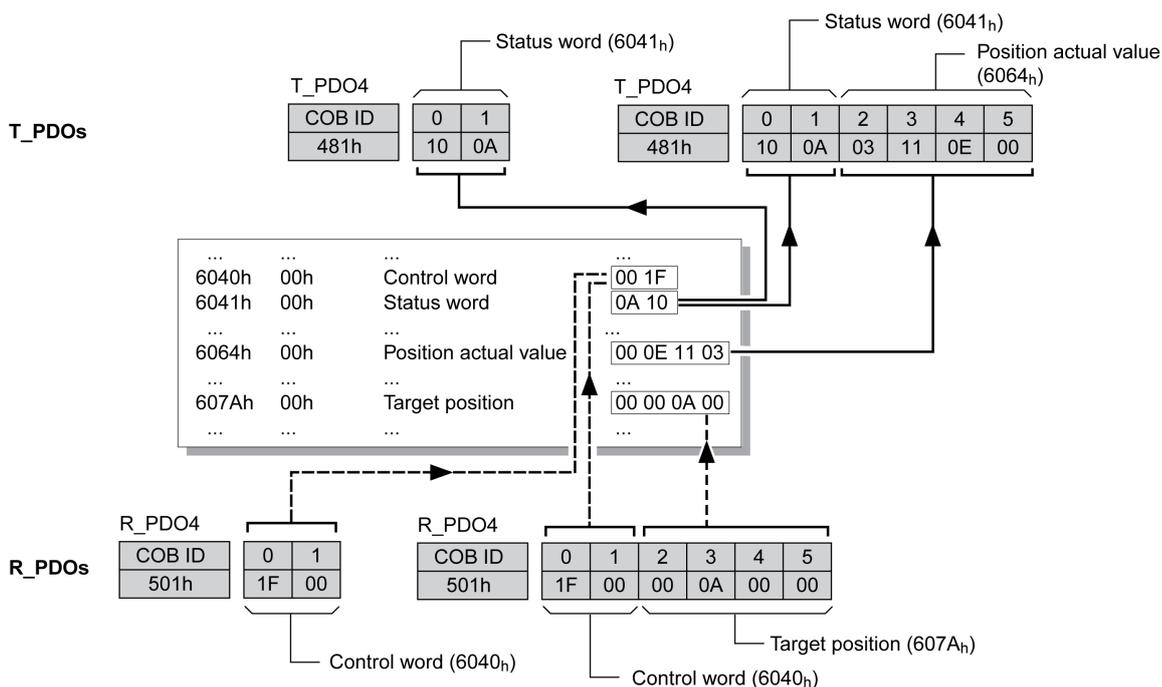 Status word (6041h)
Status word (6041h)
Position actual value
(6064h)
T_PDO4
T_PDO4
T_PDOs
COB ID 0 1
481h 10 0A
COB ID 0 1 2 3 4 5
481h 10 0A 03 11 0E 00
... ... ... ...
6040h 00h Control word 00 1F
6041h 00h Status word 0A 10
... ... ... ...
6064h 00h Position actual value 00 0E 11 03
... ... ... ...
607Ah 00h Target position 00 00 0A 00
... ... ... ...
R_PDO4
R_PDO4
R_PDOs
COB ID 0 1
501h 1F 00
COB ID 0 1 2 3 4 5
501h 1F 00 00 0A 00 00
Target position (607Ah)
Control word (6040h)
Control word (6040h)